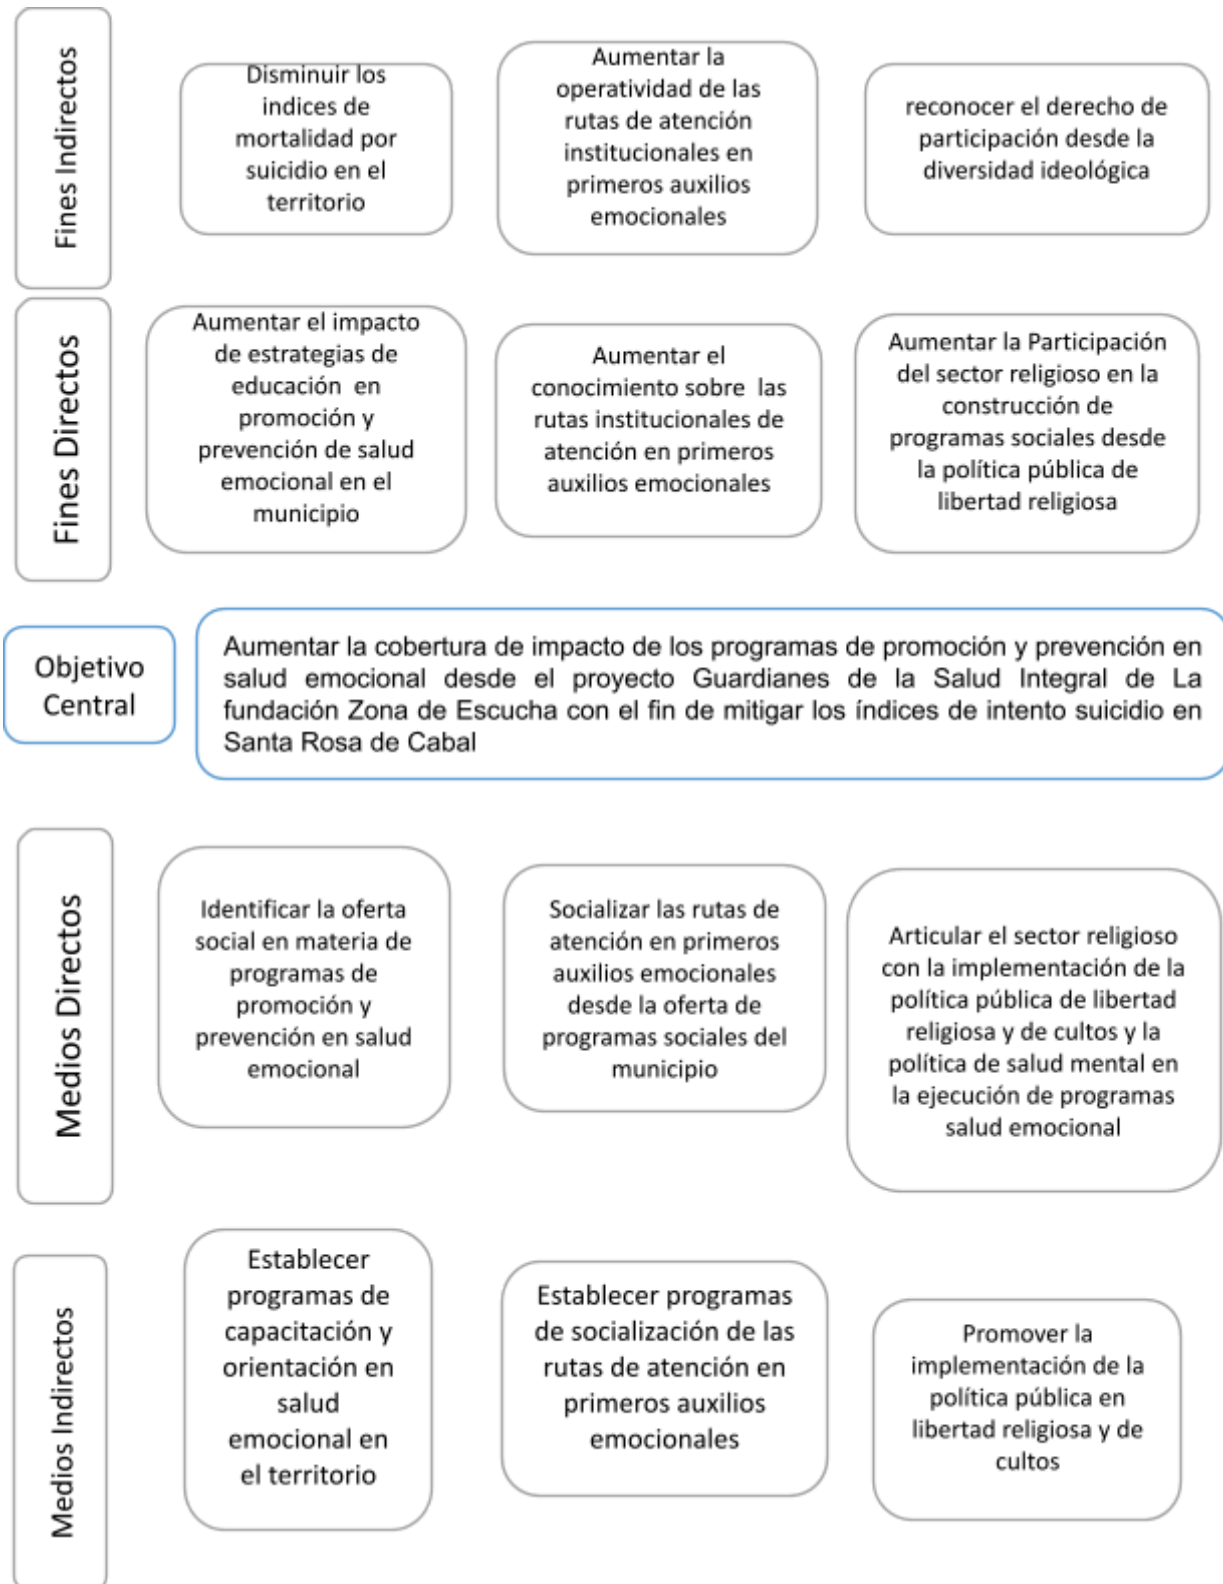 Fines Indirectos
Disminuir los
indices de
mortalidad por
suicidio en el
territorio
Aumentar la
operatividad de las
rutas de atención
institucionales en
primeros auxilios
emocionales
reconocer el derecho de
participación desde la
diversidad ideológica
Fines Directos
Aumentar el impacto
de estrategias de
educación en
promoción y
prevención de salud
emocional en el
municipio
Aumentar el
conocimiento sobre las
rutas institucionales de
atención en primeros
auxilios emocionales
Aumentar la Participación
del sector religioso en la
construcción de
programas sociales desde
la política pública de
libertad religiosa
Objetivo
Central
Aumentar la cobertura de impacto de los programas de promoción y prevención en
salud emocional desde el proyecto Guardianes de la Salud Integral de La
fundación Zona de Escucha con el fin de mitigar los índices de intento suicidio en
Santa Rosa de Cabal
Medios Directos
Identificar la oferta
social en materia de
programas de
promoción y
prevención en salud
emocional
Socializar las rutas de
atención en primeros
auxilios emocionales
desde la oferta de
programas sociales del
municipio
Articular el sector religioso
con la implementación de la
política pública de libertad
religiosa y de cultos y la
política de salud mental en
la ejecución de programas
salud emocional
Medios Indirectos
Establecer
programas de
capacitación y
orientación en
salud
emocional en
el territorio
Establecer programas
de socialización de las
rutas de atención en
primeros auxilios
emocionales
Promover la
implementación de la
política pública en
libertad religiosa y de
cultos